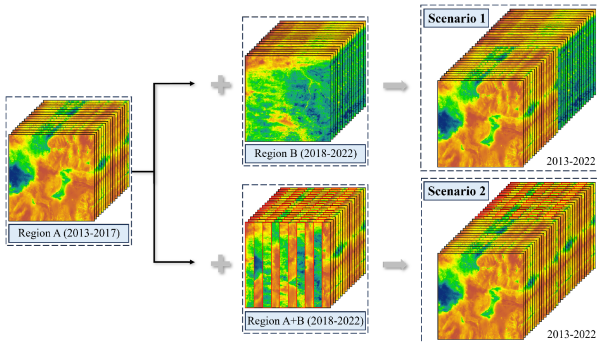 Scenario 1
Region A (2013-2017)
Region B (2018-2022)
2013-2022
Scenario 2
Region A+B (2018-2022)
2013-2022